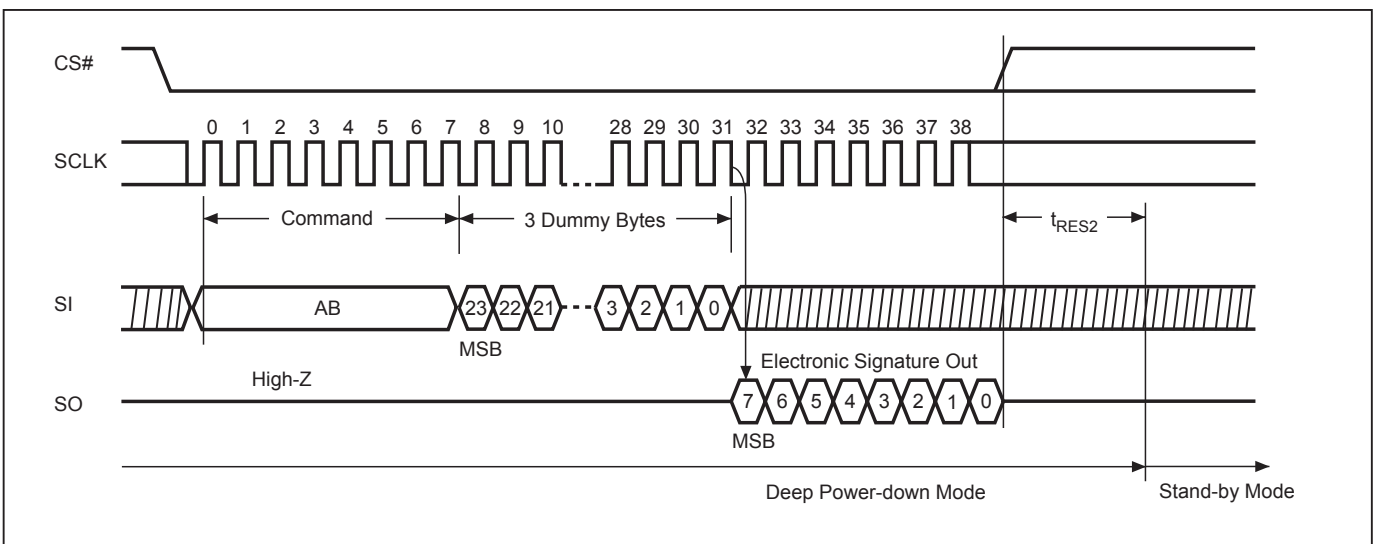 CS#
0 1 2 3 4 5 6 7 8 9 10 28 29 30 31 32 33 34 35 36 37 38
SCLK
Command
3 Dummy Bytes
tRES2
SI
AB
23 22 21 3 2 1 0
MSB
Electronic Signature Out
High-Z
SO
7 6 5 4 3 2 1 0
MSB
Deep Power-down Mode
Stand-by Mode